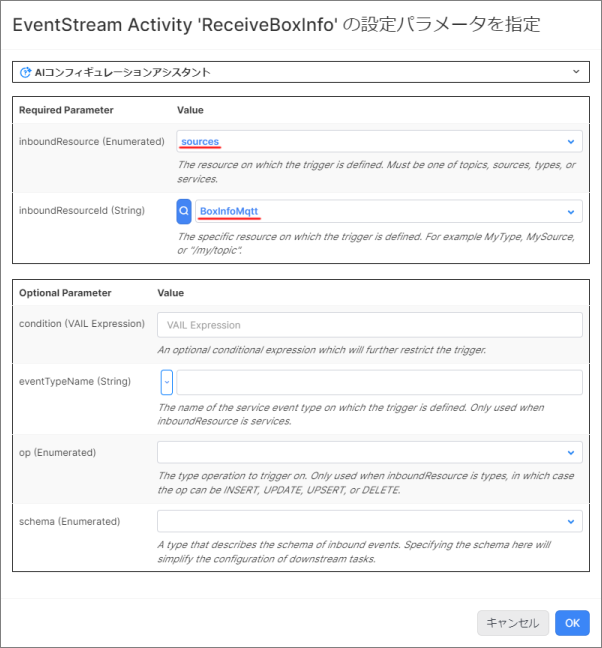 EventStream Activity 'ReceiveBoxInfo' の設定パラメータを指定
AIコンフィギュレーションアシスタント
Required Parameter Value
inboundResource (Enumerated) sources
The resource on which the trigger is defined. Must be one of topics, sources, types, or
services.
inboundResourceId (String) BoxInfoMqtt
The specific resource on which the trigger is defined. For example MyType, MySource,
or "/my/topic".
Optional Parameter Value
condition (VAIL Expression) VAIL Expression
An optional conditional expression which will further restrict the trigger.
eventTypeName (String)
The name of the service event type on which the trigger is defined. Only used when
inboundResource is services.
op (Enumerated)
The type operation to trigger on. Only used when inboundResource is types, in which case
the op can be INSERT, UPDATE, UPSERT, or DELETE.
schema (Enumerated)
A type that describes the schema of inbound events. Specifying the schema here will
simplify the configuration of downstream tasks.
キャンセル OK